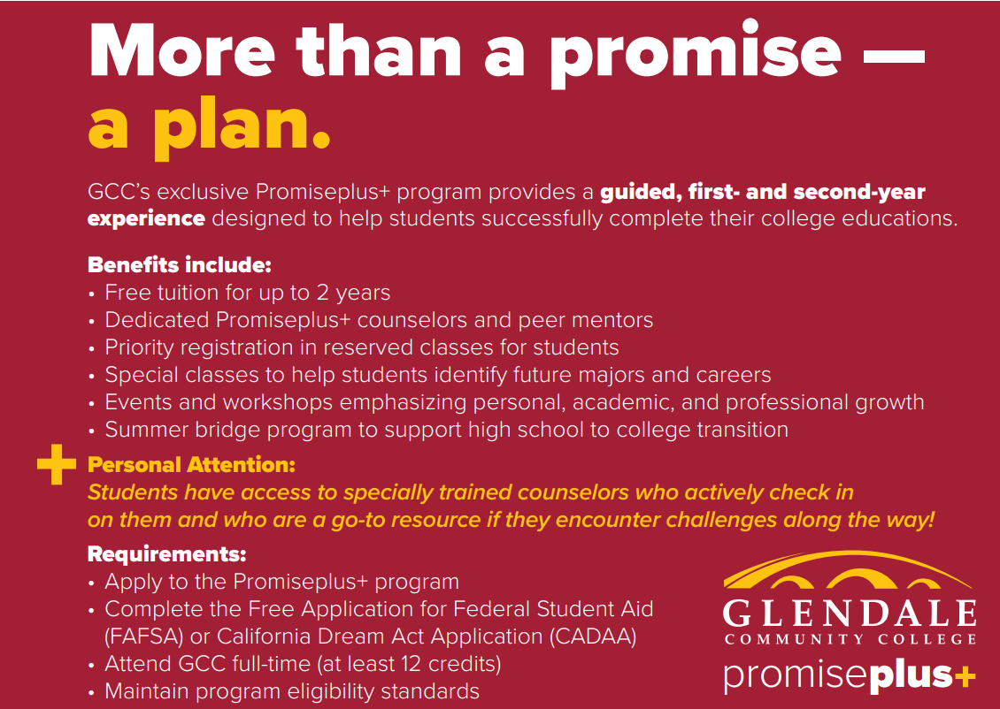 More than a promise —
a plan.
GCC’s exclusive Promiseplus+ program provides a guided, first- and second-year
experience designed to help students successfully complete their college educations.
Benefits include:
• Free tuition for up to 2 years
• Dedicated Promiseplus+ counselors and peer mentors
• Priority registration in reserved classes for students
• Special classes to help students identify future majors and careers
• Events and workshops emphasizing personal, academic, and professional growth
• Summer bridge program to support high school to college transition
+ Personal Attention:
Students have access to specially trained counselors who actively check in
on them and who are a go-to resource if they encounter challenges along the way!
Requirements:
• Apply to the Promiseplus+ program
• Complete the Free Application for Federal Student Aid
(FAFSA) or California Dream Act Application (CADAA)
• Attend GCC full-time (at least 12 credits)
• Maintain program eligibility standards
GLENDALE
COMMUNITY COLLEGE
promiseplus+